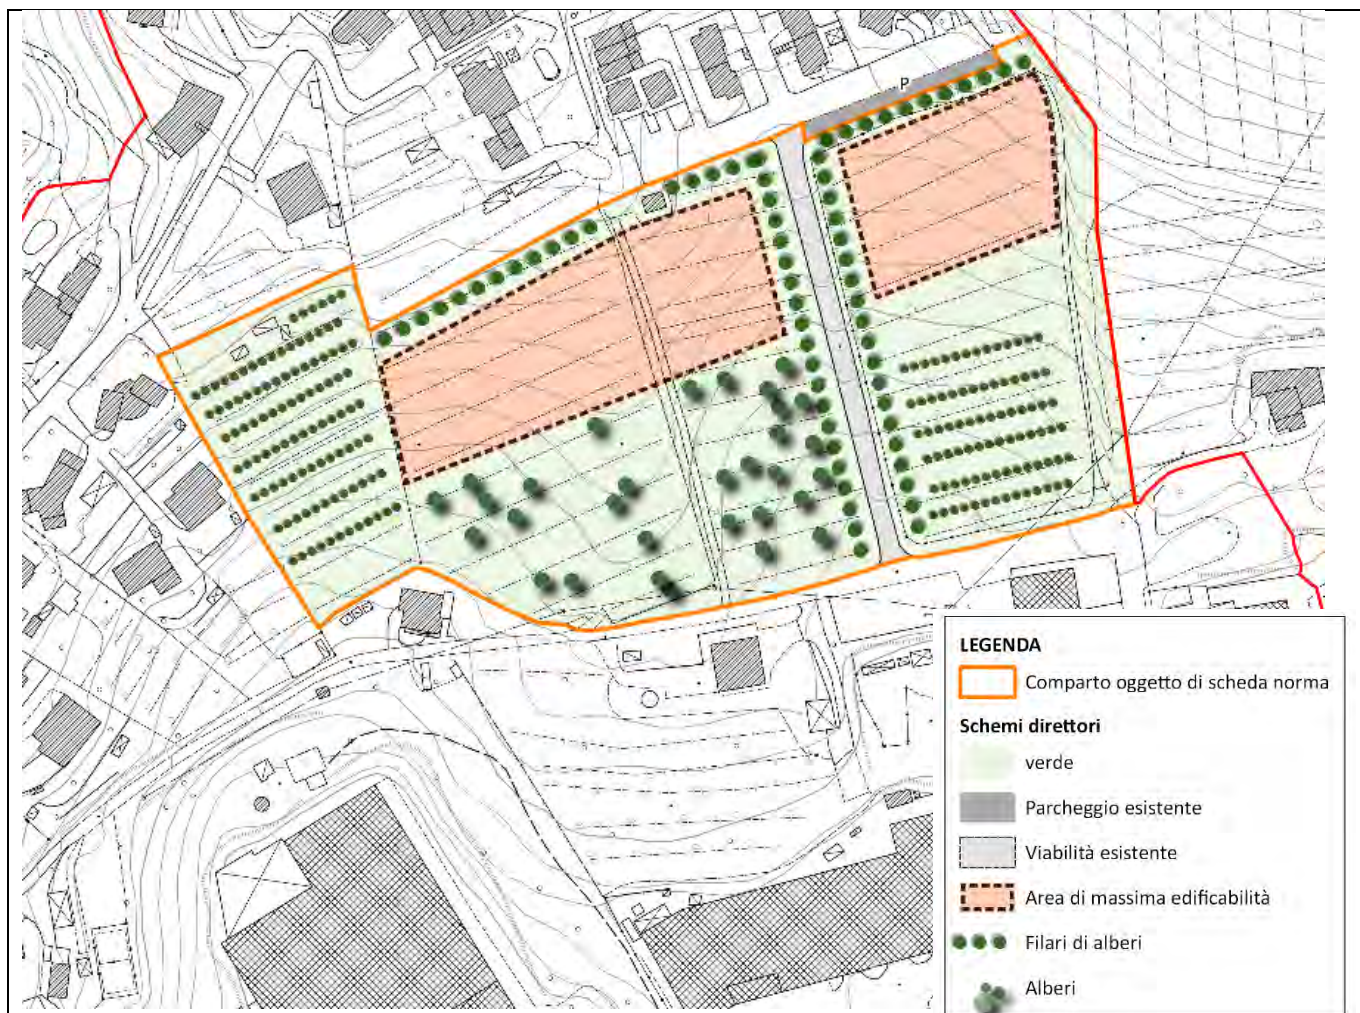 P
LEGENDA
Comparto oggetto di scheda norma
Schemi direttori
verde
Parcheggio esistente
Viabilità esistente
Area di massima edificabilità
Filari di alberi
Alberi